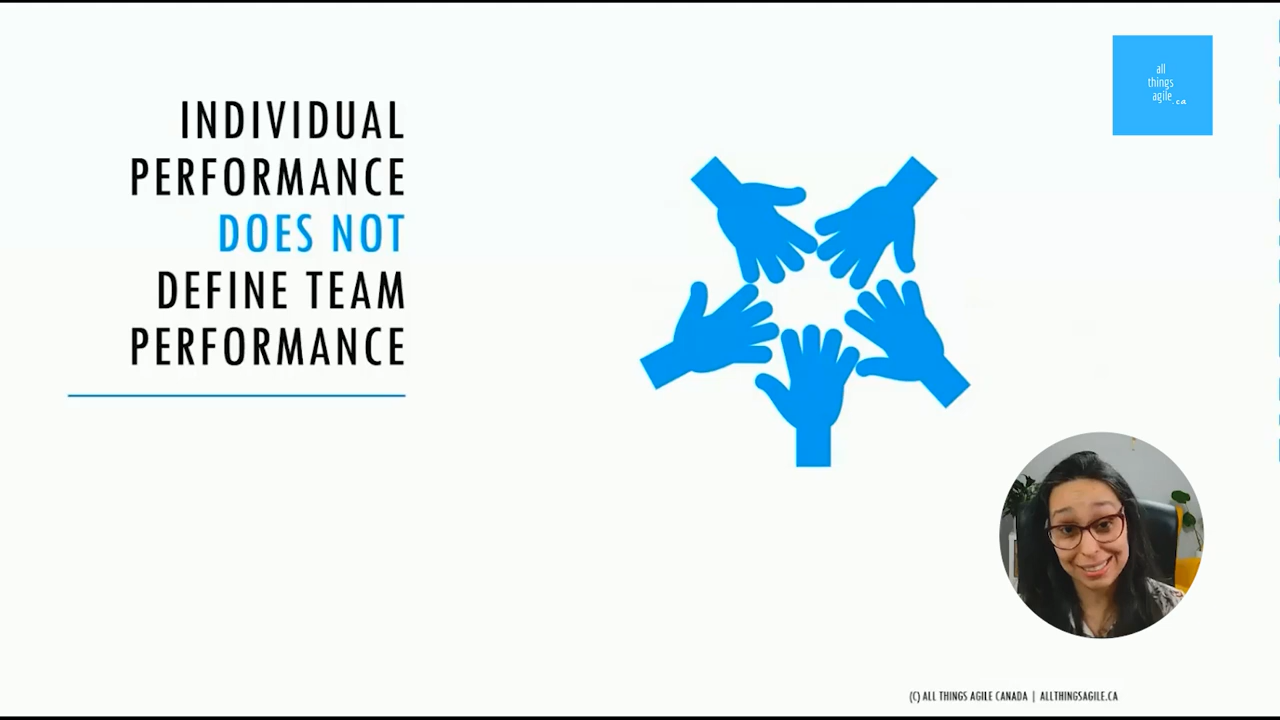 INDIVIDUAL
PERFORMANCE
DOES NOT
DEFINE TEAM
PERFORMANCE
all
things
agile.ca
(C) ALL THINGS AGILE CANADA | ALLTHINGSAGILE.CA